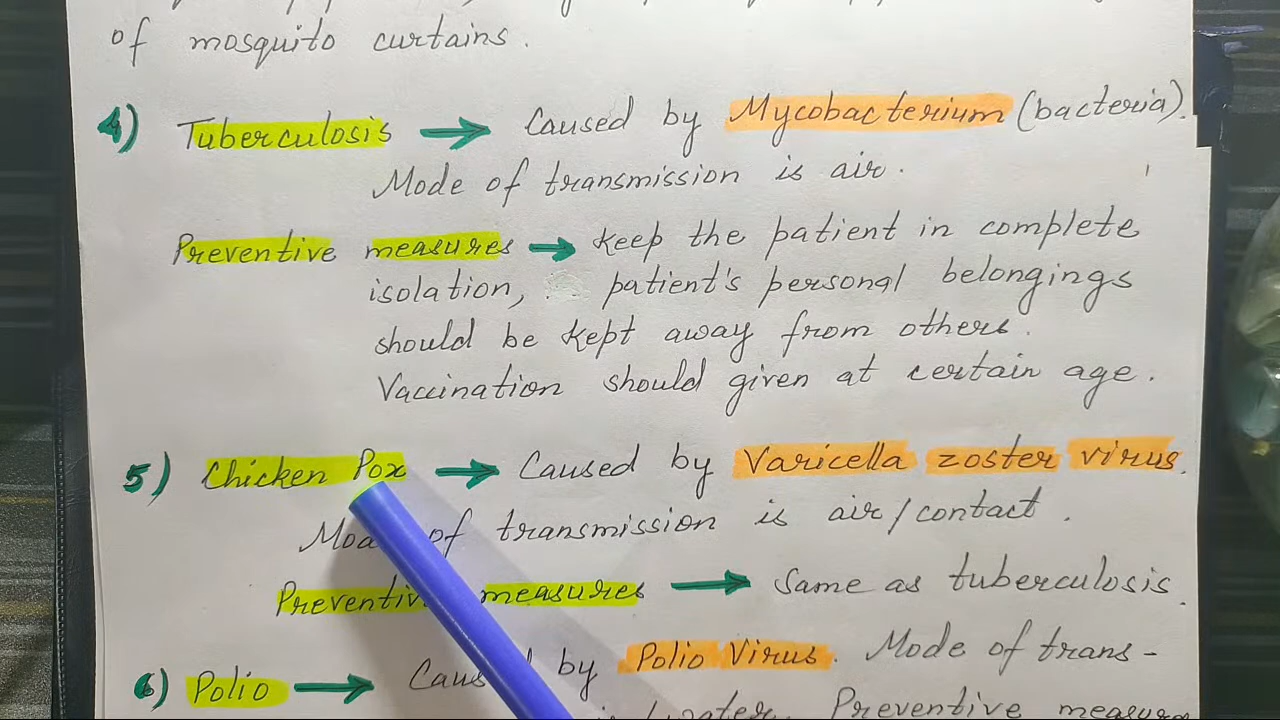 of mosquito curtains.
4) Tuberculosis → Caused by Mycobacterium (bacteria).
Mode of transmission is air.
Preventive measures → Keep the patient in complete
isolation, patient's personal belongings
should be kept away from others.
Vaccination should given at certain age.
5) Chicken Pox → Caused by Varicella zoster virus.
of transmission is air/contact.
measures → Same as tuberculosis.
6) Polio → by Polio Virus. Mode of trans-
water. Preventive measures